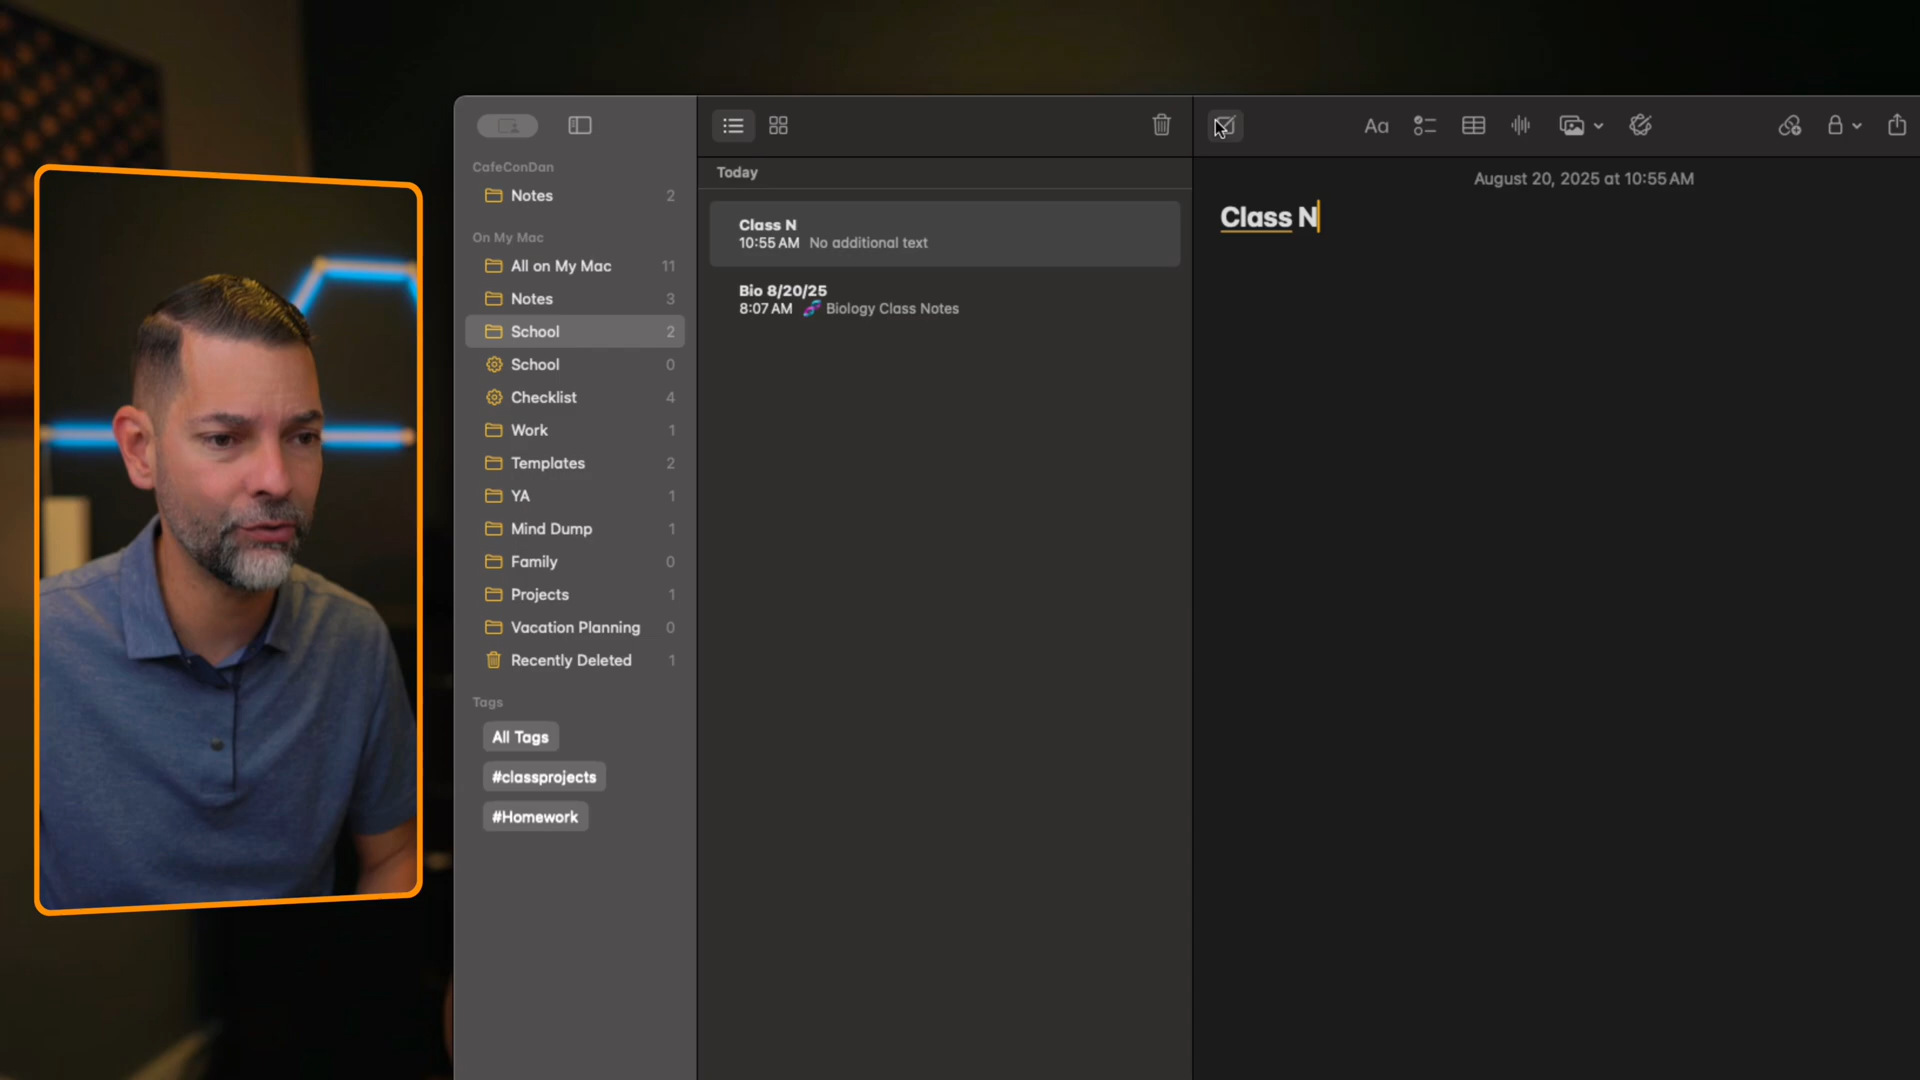 CafeConDan
Notes 2
On My Mac
All on My Mac 11
Notes 3
School 2
School 0
Checklist 4
Work 1
Templates 2
YA 1
Mind Dump 1
Family 0
Projects 1
Vacation Planning 0
Recently Deleted 1
Tags
All Tags
#classprojects
#Homework
Today
Class N
10:55 AM No additional text
Bio 8/20/25
8:07 AM 🧬 Biology Class Notes
Aa
August 20, 2025 at 10:55 AM
Class N